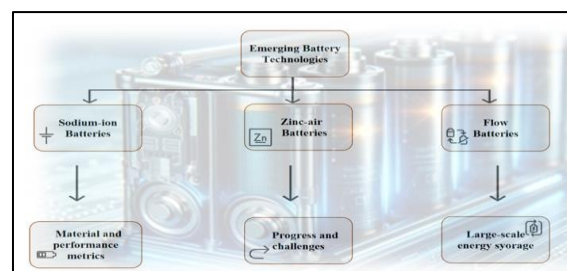 Emerging Battery
Technologies
Sodium-ion
Batteries
Zinc-air
Batteries
Zn
Flow
Batteries
Material and
performance
metrics
Progress and
challenges
Large-scale
energy syorage